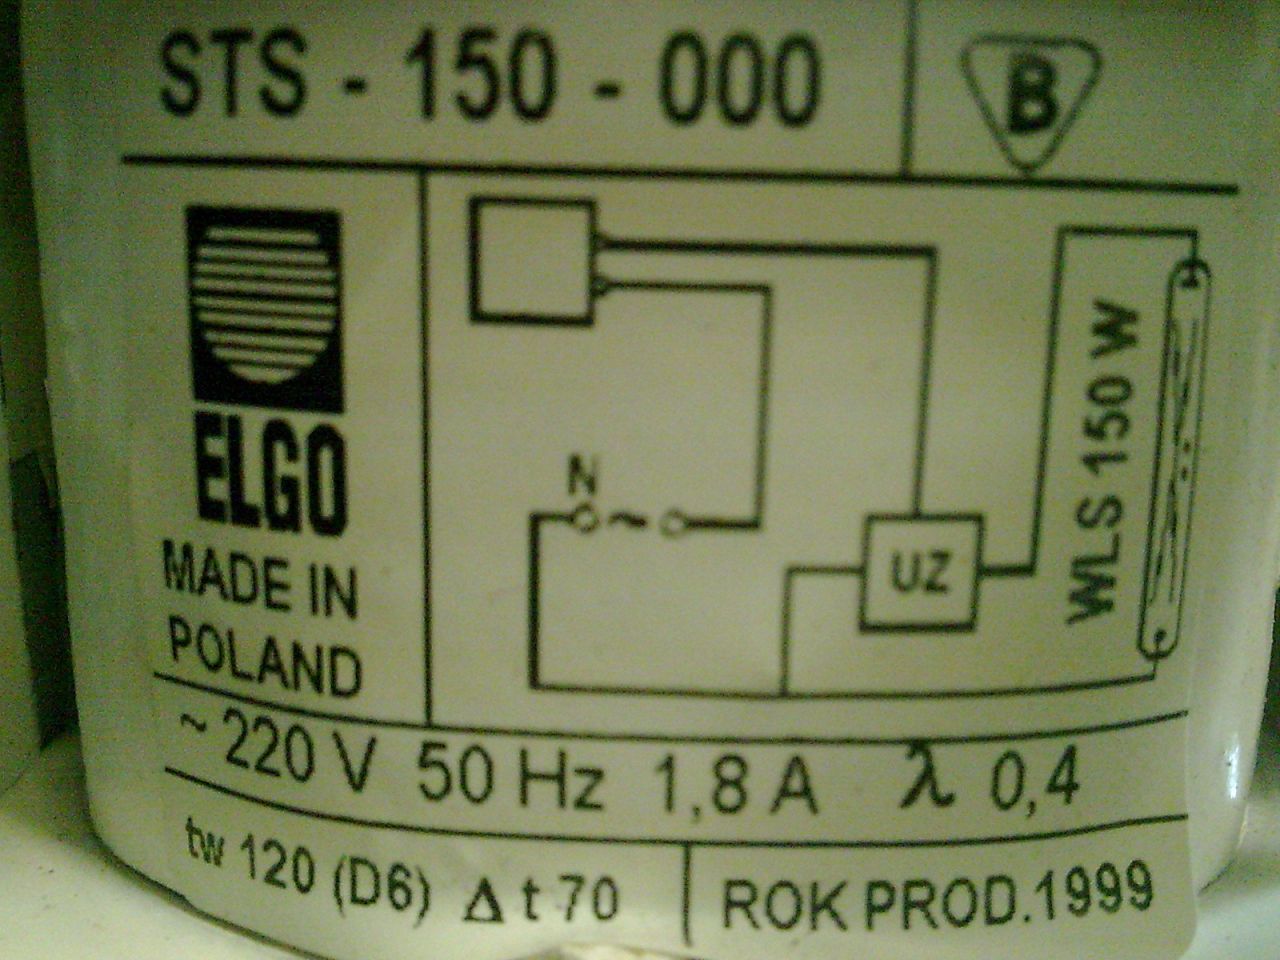 STS - 150 - 000
B
ELGO
MADE IN
POLAND
N
~
UZ
WLS 150 W
~ 220 V 50 Hz 1,8 A λ 0,4
tw 120 (D6) Δ t 70
ROK PROD.1999